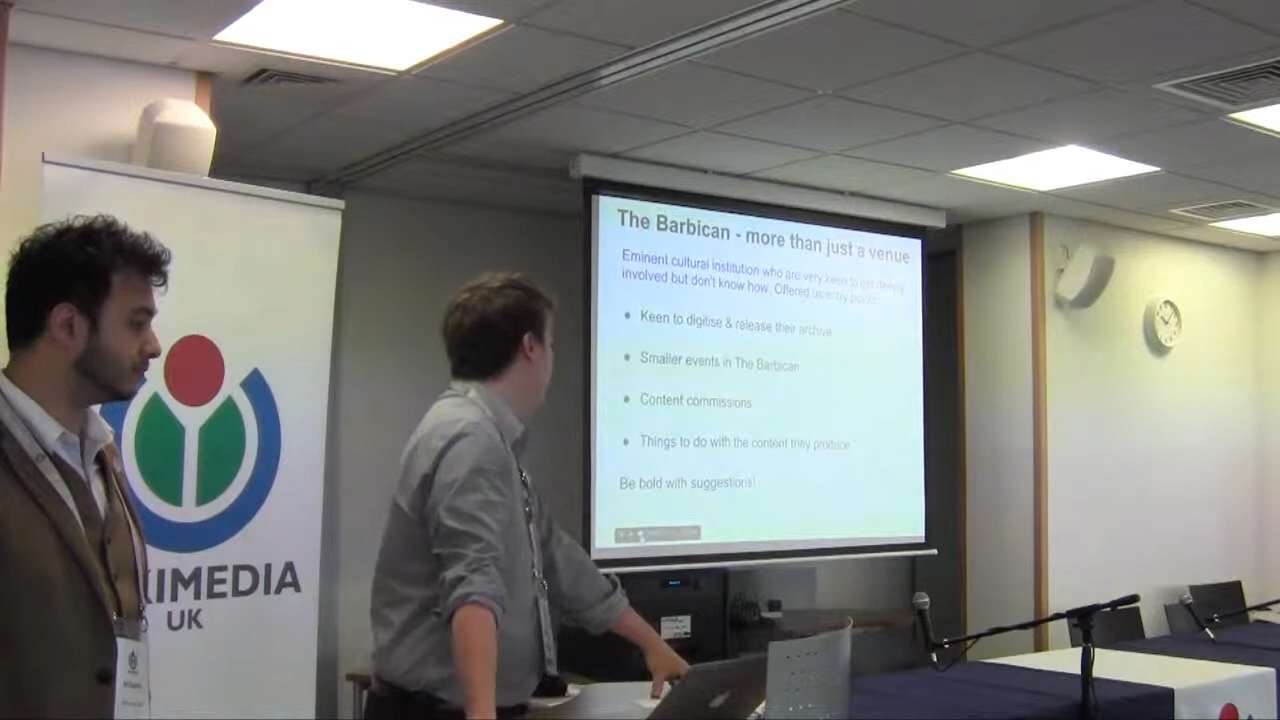 The Barbican - more than just a venue
Eminent cultural institution who are very keen to get deeply
involved but don't know how. Offered us entry points
• Keen to digitise & release their archive
• Smaller events in The Barbican
• Content commissions
• Things to do with the content they produce
Be bold with suggestions!
KIMEDIA
UK